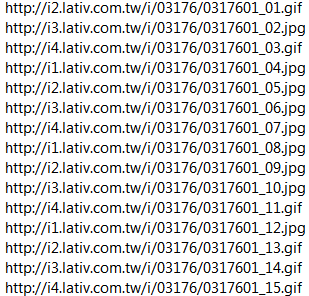 http://i2.lativ.com.tw/i/03176/0317601_01.gif
http://i3.lativ.com.tw/i/03176/0317601_02.jpg
http://i4.lativ.com.tw/i/03176/0317601_03.gif
http://i1.lativ.com.tw/i/03176/0317601_04.jpg
http://i2.lativ.com.tw/i/03176/0317601_05.jpg
http://i3.lativ.com.tw/i/03176/0317601_06.jpg
http://i4.lativ.com.tw/i/03176/0317601_07.jpg
http://i1.lativ.com.tw/i/03176/0317601_08.jpg
http://i2.lativ.com.tw/i/03176/0317601_09.jpg
http://i3.lativ.com.tw/i/03176/0317601_10.jpg
http://i4.lativ.com.tw/i/03176/0317601_11.gif
http://i1.lativ.com.tw/i/03176/0317601_12.jpg
http://i2.lativ.com.tw/i/03176/0317601_13.gif
http://i3.lativ.com.tw/i/03176/0317601_14.gif
http://i4.lativ.com.tw/i/03176/0317601_15.gif